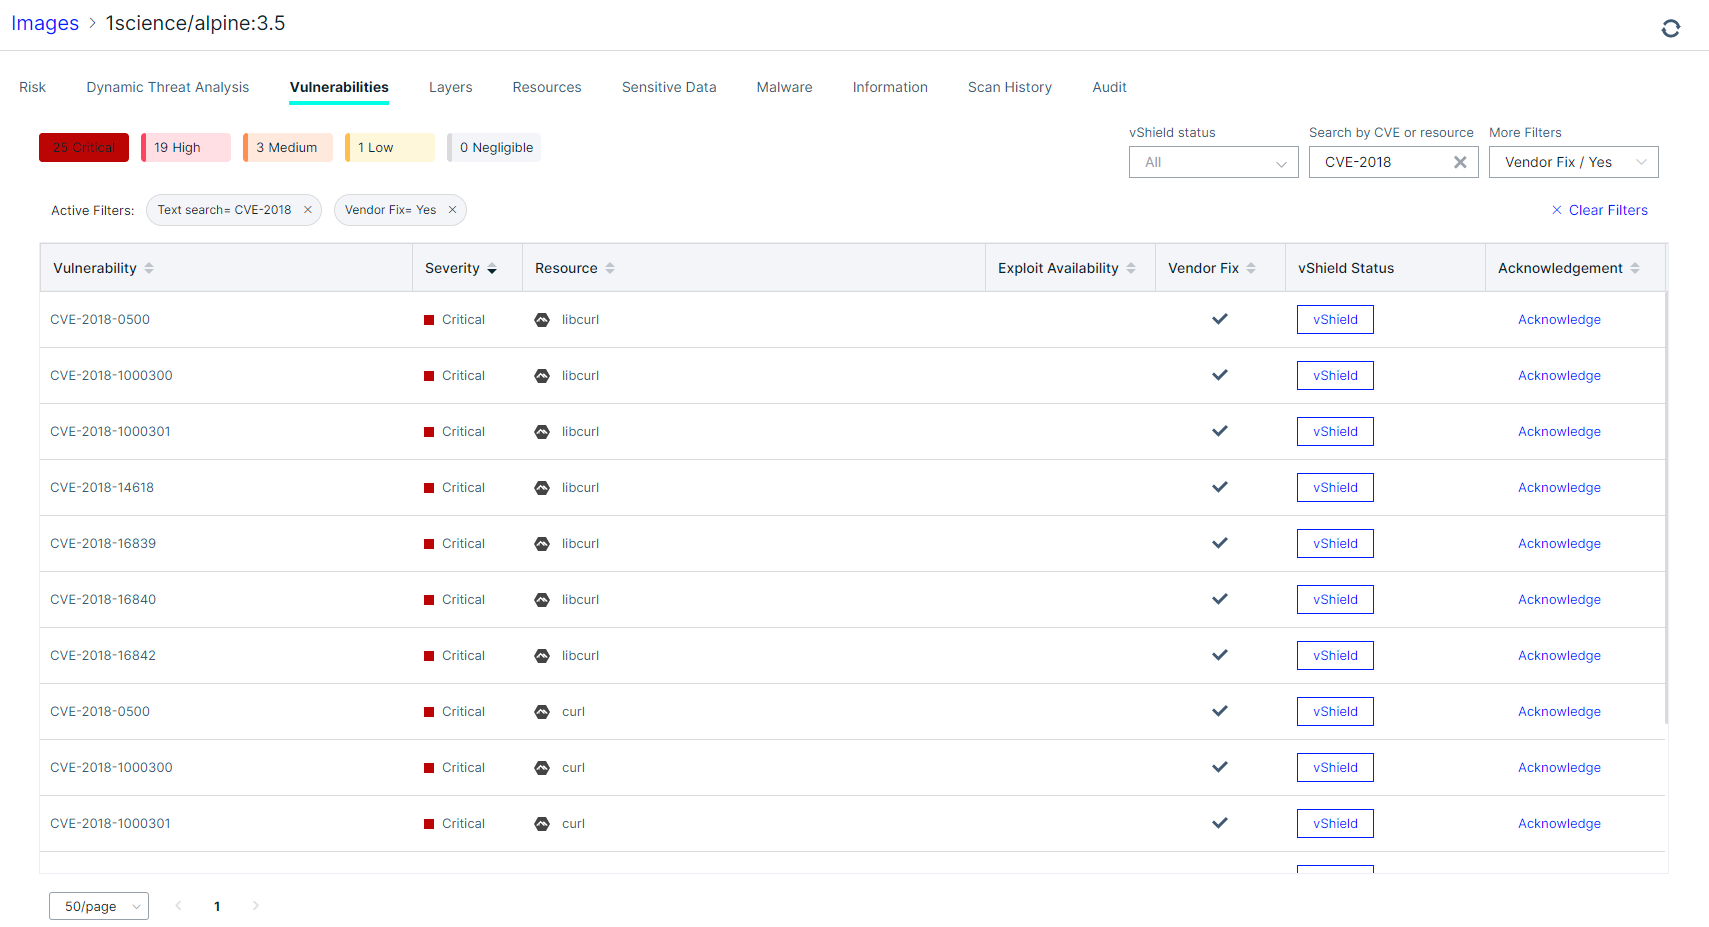 Images > 1science/alpine:3.5
Risk Dynamic Threat Analysis Vulnerabilities Layers Resources Sensitive Data Malware Information Scan History Audit
25 Critical 19 High 3 Medium 1 Low 0 Negligible
vShield status Search by CVE or resource More Filters
All CVE-2018 Vendor Fix / Yes
Active Filters: Text search= CVE-2018 × Vendor Fix= Yes × × Clear Filters
Vulnerability Severity Resource Exploit Availability Vendor Fix vShield Status Acknowledgement
CVE-2018-0500 Critical libcurl vShield Acknowledge
CVE-2018-1000300 Critical libcurl vShield Acknowledge
CVE-2018-1000301 Critical libcurl vShield Acknowledge
CVE-2018-14618 Critical libcurl vShield Acknowledge
CVE-2018-16839 Critical libcurl vShield Acknowledge
CVE-2018-16840 Critical libcurl vShield Acknowledge
CVE-2018-16842 Critical libcurl vShield Acknowledge
CVE-2018-0500 Critical curl vShield Acknowledge
CVE-2018-1000300 Critical curl vShield Acknowledge
CVE-2018-1000301 Critical curl vShield Acknowledge
50/page < 1 >